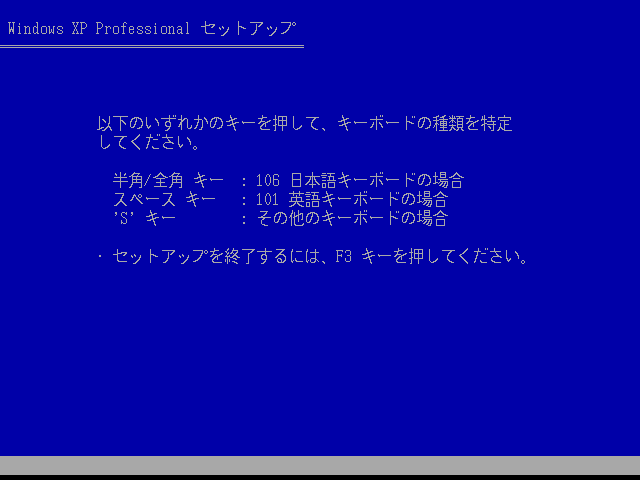 Windows XP Professional セットアップ
以下のいずれかのキーを押して、キーボードの種類を特定
してください。
半角/全角 キー : 106 日本語キーボードの場合
スペース キー : 101 英語キーボードの場合
'S' キー : その他のキーボードの場合
・ セットアップを終了するには、F3 キーを押してください。